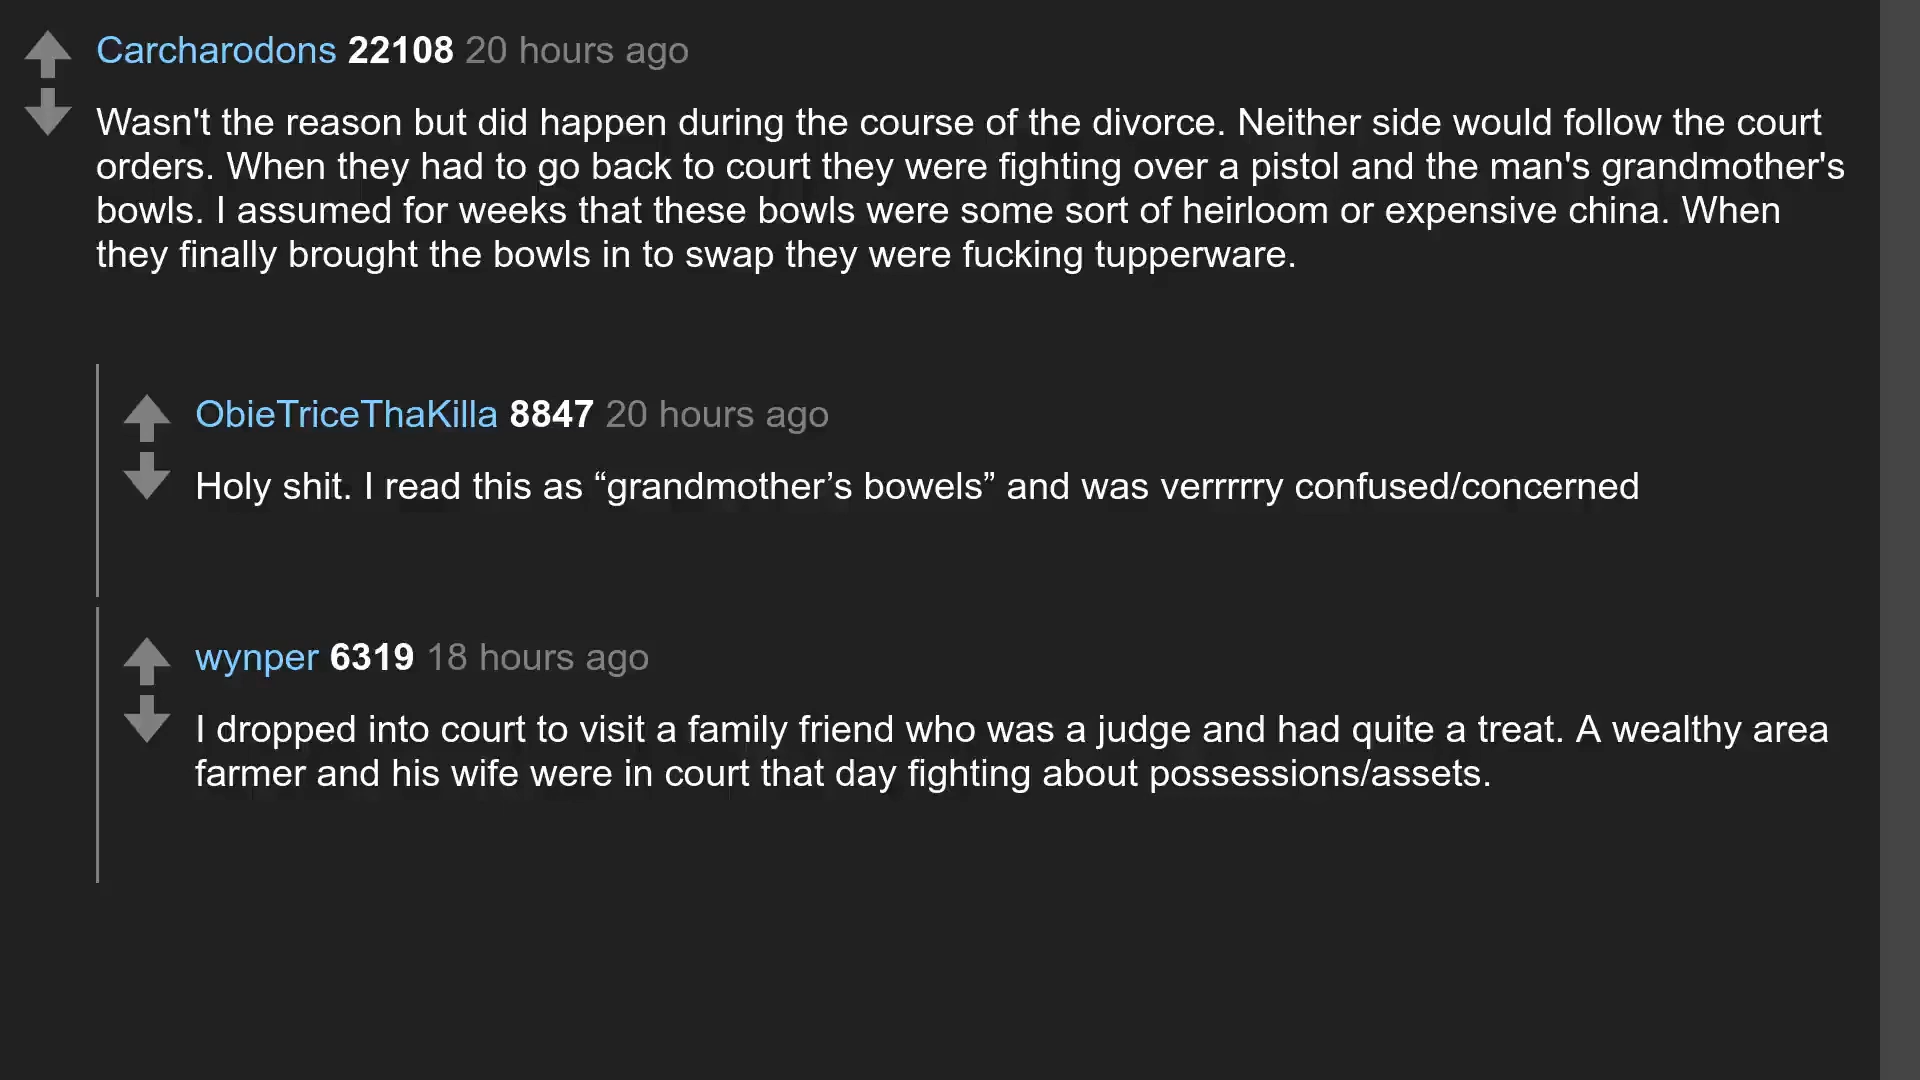 Carcharodons 22108 20 hours ago
Wasn't the reason but did happen during the course of the divorce. Neither side would follow the court
orders. When they had to go back to court they were fighting over a pistol and the man's grandmother's
bowls. I assumed for weeks that these bowls were some sort of heirloom or expensive china. When
they finally brought the bowls in to swap they were fucking tupperware.
ObieTriceThaKilla 8847 20 hours ago
Holy shit. I read this as “grandmother’s bowels” and was verrrrry confused/concerned
wynper 6319 18 hours ago
I dropped into court to visit a family friend who was a judge and had quite a treat. A wealthy area
farmer and his wife were in court that day fighting about possessions/assets.